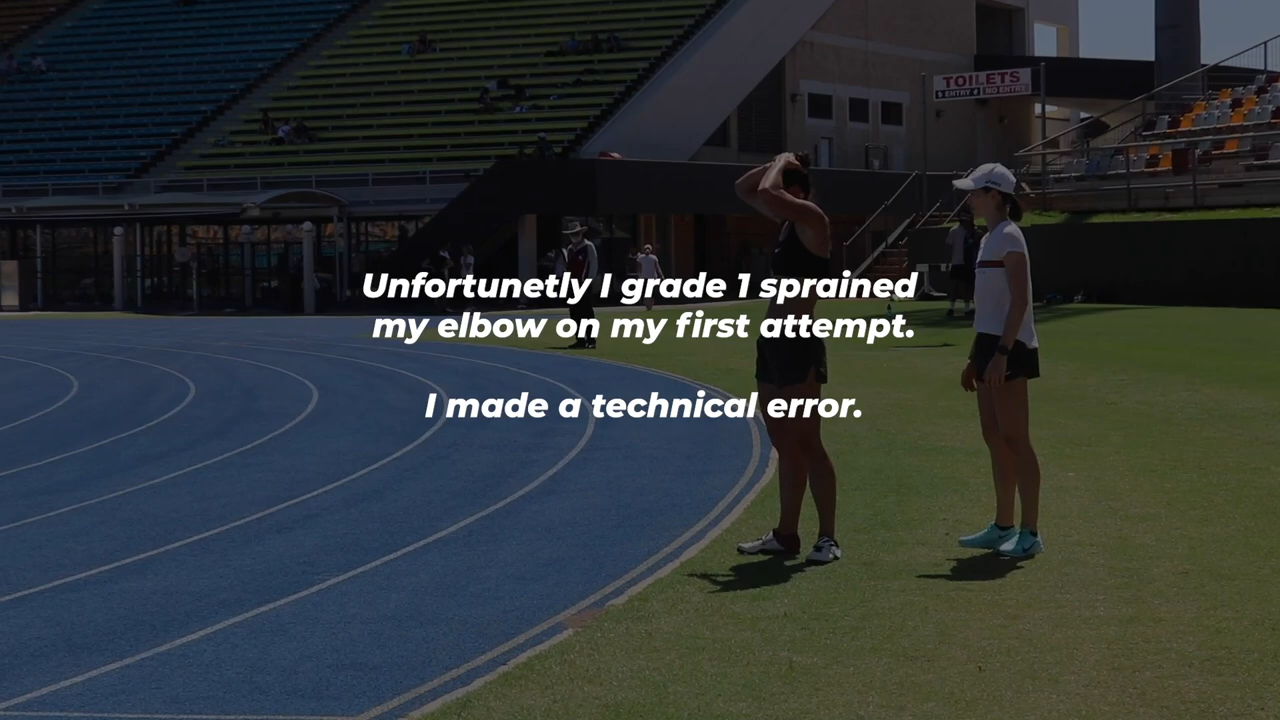 TOILETS
ENTRY NO ENTRY
Unfortunetly I grade 1 sprained
my elbow on my first attempt.
I made a technical error.